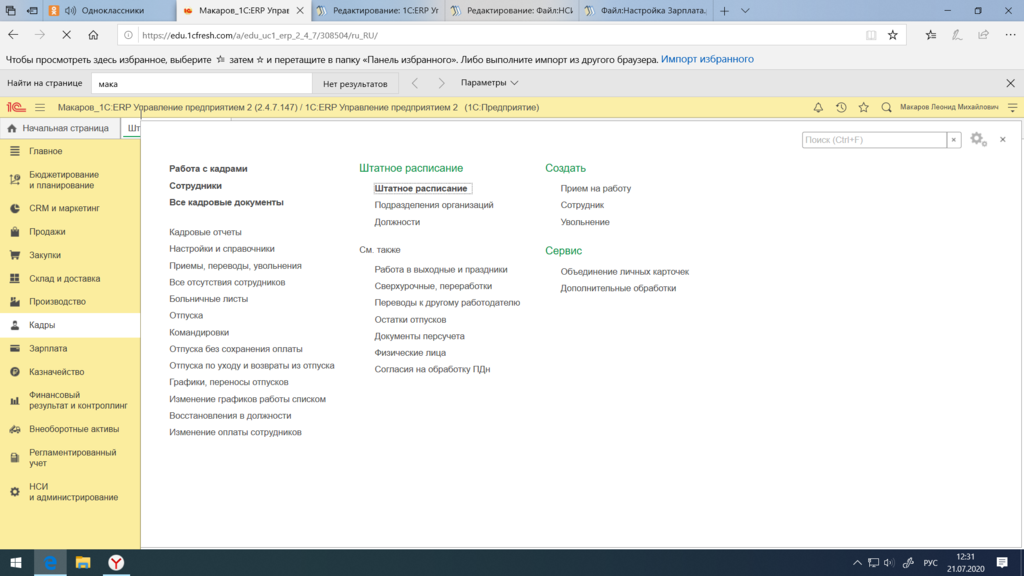 Одноклассники
Макаров_1С:ERP Управ
Редактирование: 1С:ERP Уг
Редактирование: Файл:НСИ
Файл:Настройка Зарплата.
https://edu.1cfresh.com/a/edu_uc1_erp_2_4_7/308504/ru_RU/
Чтобы просмотреть здесь избранное, выберите затем и перетащите в папку «Панель избранного». Либо выполните импорт из другого браузера. Импорт избранного
Найти на странице
мака
Нет результатов
Параметры
Макаров_1С:ERP Управление предприятием 2 (2.4.7.147) / 1С:ERP Управление предприятием 2 (1С:Предприятие)
Макаров Леонид Михайлович
Начальная страница
Шт
Поиск (Ctrl+F)
Главное
Бюджетирование
и планирование
CRM и маркетинг
Продажи
Закупки
Склад и доставка
Производство
Кадры
Зарплата
Казначейство
Финансовый
результат и контроллинг
Внеоборотные активы
Регламентированный
учет
НСИ
и администрирование
Работа с кадрами
Сотрудники
Все кадровые документы
Кадровые отчеты
Настройки и справочники
Приемы, переводы, увольнения
Все отсутствия сотрудников
Больничные листы
Отпуска
Командировки
Отпуска без сохранения оплаты
Отпуска по уходу и возвраты из отпуска
Графики, переносы отпусков
Изменение графиков работы списком
Восстановления в должности
Изменение оплаты сотрудников
Штатное расписание
Штатное расписание
Подразделения организаций
Должности
См. также
Работа в выходные и праздники
Сверхурочные, переработки
Переводы к другому работодателю
Остатки отпусков
Документы персучета
Физические лица
Согласия на обработку ПДн
Создать
Прием на работу
Сотрудник
Увольнение
Сервис
Объединение личных карточек
Дополнительные обработки
РУС
12:31
21.07.2020